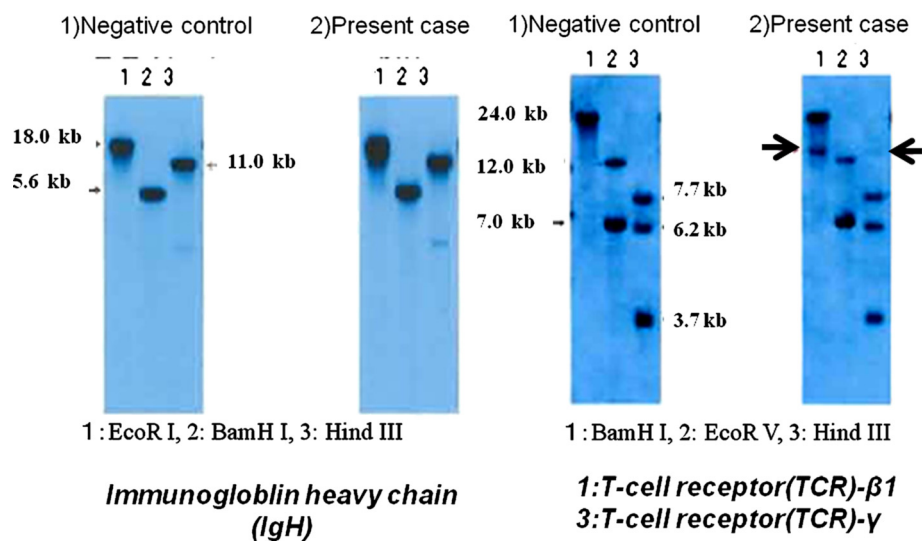 1)Negative control
2)Present case
1 2 3
1 2 3
18.0 kb
5.6 kb
11.0 kb
1 : EcoR I, 2: BamH I, 3: Hind III
Immunogloblin heavy chain
(IgH)
1)Negative control
2)Present case
1 2 3
1 2 3
24.0 kb
12.0 kb
7.0 kb
7.7 kb
6.2 kb
3.7 kb
1 : BamH I, 2: EcoR V, 3: Hind III
1:T-cell receptor(TCR)-β1
3:T-cell receptor(TCR)-γ